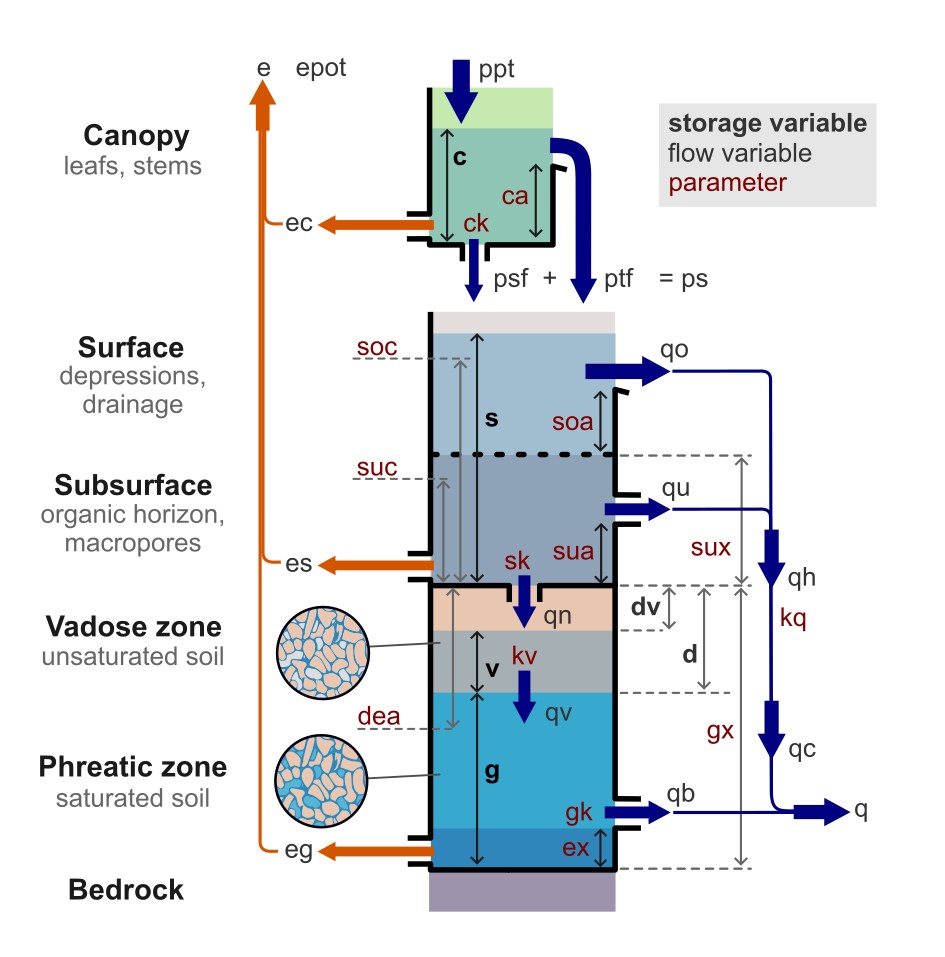 e epot
ppt
Canopy
leafs, stems
storage variable
flow variable
parameter
c
ca
ec
ck
psf + ptf = ps
Surface
depressions,
drainage
soc
qo
s
soa
Subsurface
organic horizon,
macropores
suc
qu
sua
sux
es
sk
qh
Vadose zone
unsaturated soil
qn
dv
kq
v
kv
d
dea
qv
gx
qc
Phreatic zone
saturated soil
g
gk
qb
q
eg
ex
Bedrock